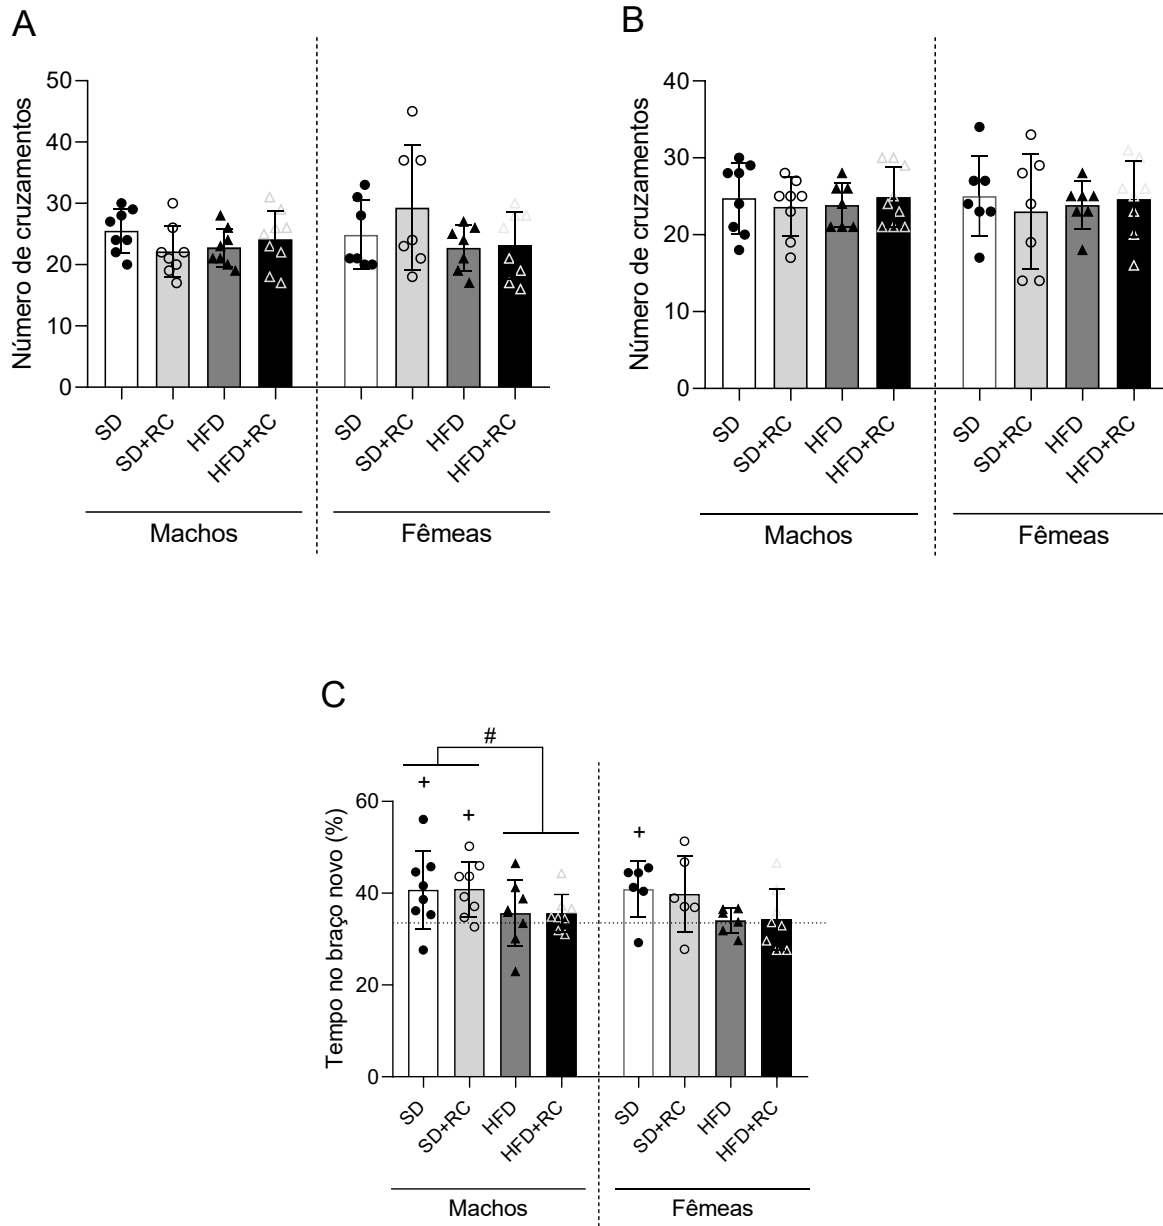 A
Número de cruzamentos
50
40
30
20
10
0
SD
SD+RC
HFD
HFD+RC
SD
SD+RC
HFD
HFD+RC
Machos
Fêmeas
B
Número de cruzamentos
40
30
20
10
0
SD
SD+RC
HFD
HFD+RC
SD
SD+RC
HFD
HFD+RC
Machos
Fêmeas
C
#
+
+
+
Tempo no braço novo (%)
60
40
20
0
SD
SD+RC
HFD
HFD+RC
SD
SD+RC
HFD
HFD+RC
Machos
Fêmeas